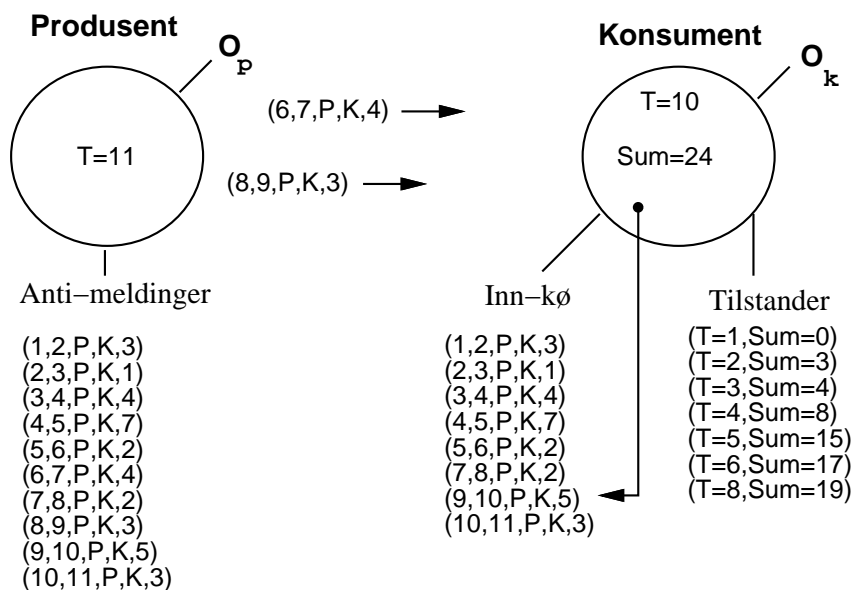 Produsent
O p
T=11
(6,7,P,K,4)
(8,9,P,K,3)
Konsument
O k
T=10
Sum=24
Anti−meldinger
(1,2,P,K,3)
(2,3,P,K,1)
(3,4,P,K,4)
(4,5,P,K,7)
(5,6,P,K,2)
(6,7,P,K,4)
(7,8,P,K,2)
(8,9,P,K,3)
(9,10,P,K,5)
(10,11,P,K,3)
Inn−kø
(1,2,P,K,3)
(2,3,P,K,1)
(3,4,P,K,4)
(4,5,P,K,7)
(5,6,P,K,2)
(7,8,P,K,2)
(9,10,P,K,5)
(10,11,P,K,3)
Tilstander
(T=1,Sum=0)
(T=2,Sum=3)
(T=3,Sum=4)
(T=4,Sum=8)
(T=5,Sum=15)
(T=6,Sum=17)
(T=8,Sum=19)